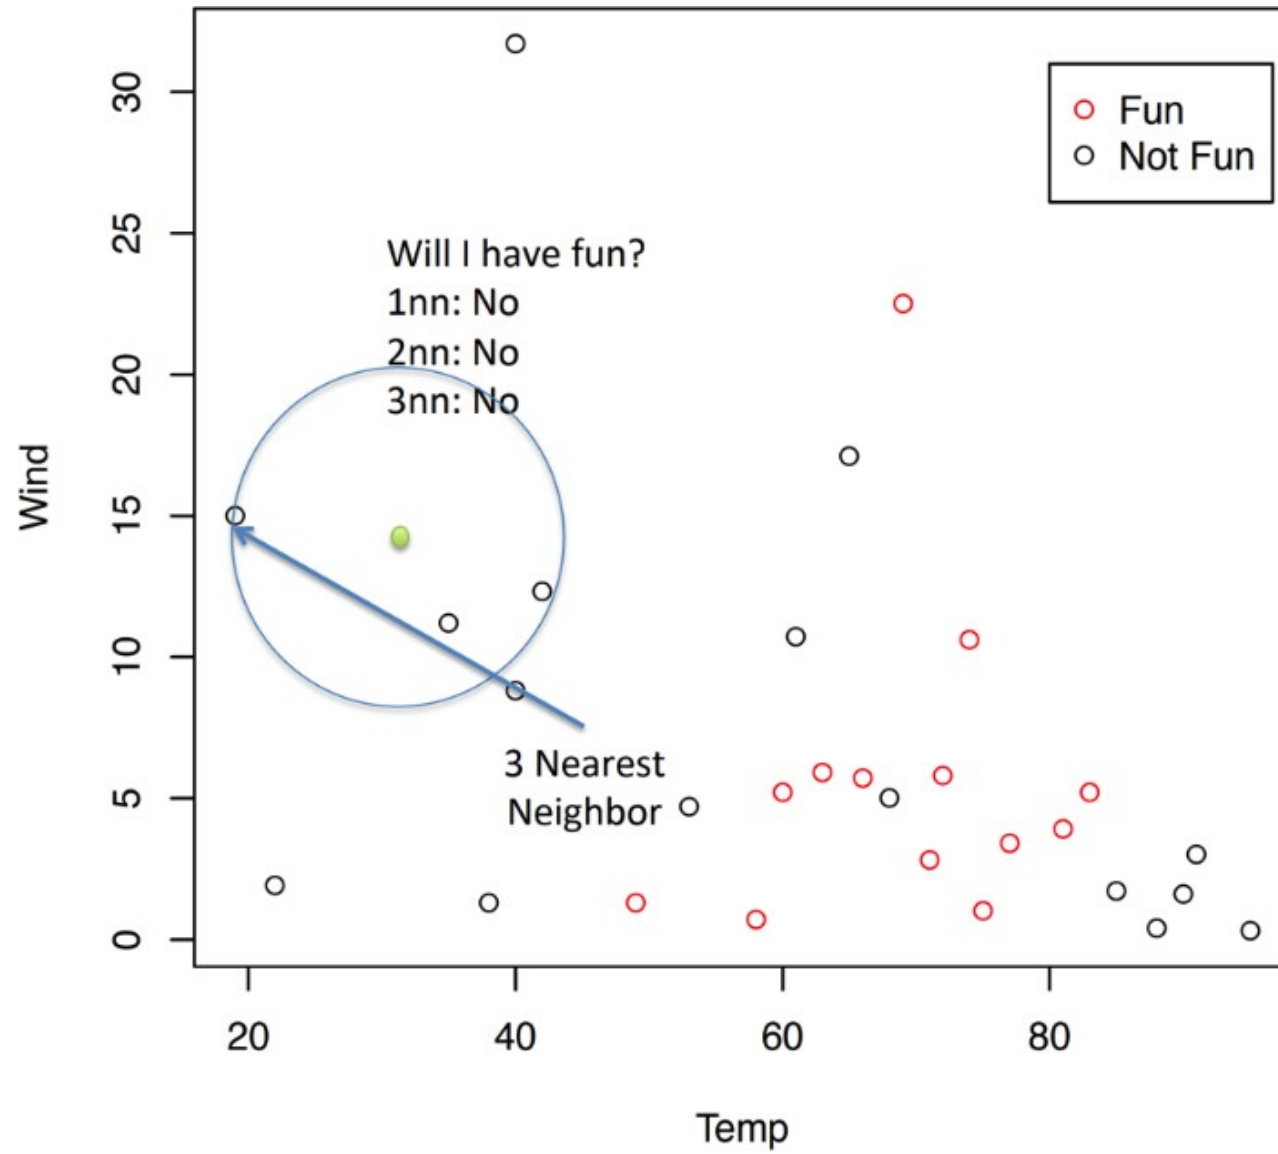 Fun
Not Fun
Will I have fun?
1nn: No
2nn: No
3nn: No
3 Nearest
Neighbor
Wind
30
25
20
15
10
5
0
20 40 60 80
Temp